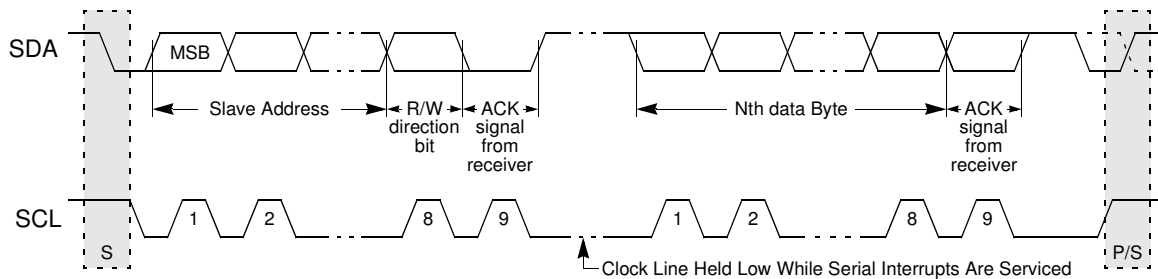 SDA
MSB
Slave Address
R/W
direction
bit
ACK
signal
from
receiver
Nth data Byte
ACK
signal
from
receiver
SCL
1
2
8
9
1
2
8
9
S
P/S
Clock Line Held Low While Serial Interrupts Are Serviced